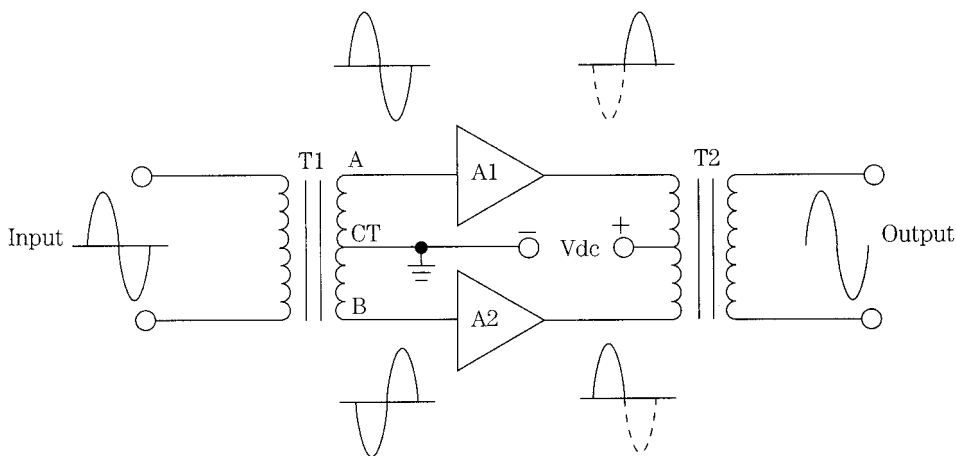 T1
A
A1
T2
Input
CT
−
Vdc
+
Output
B
A2